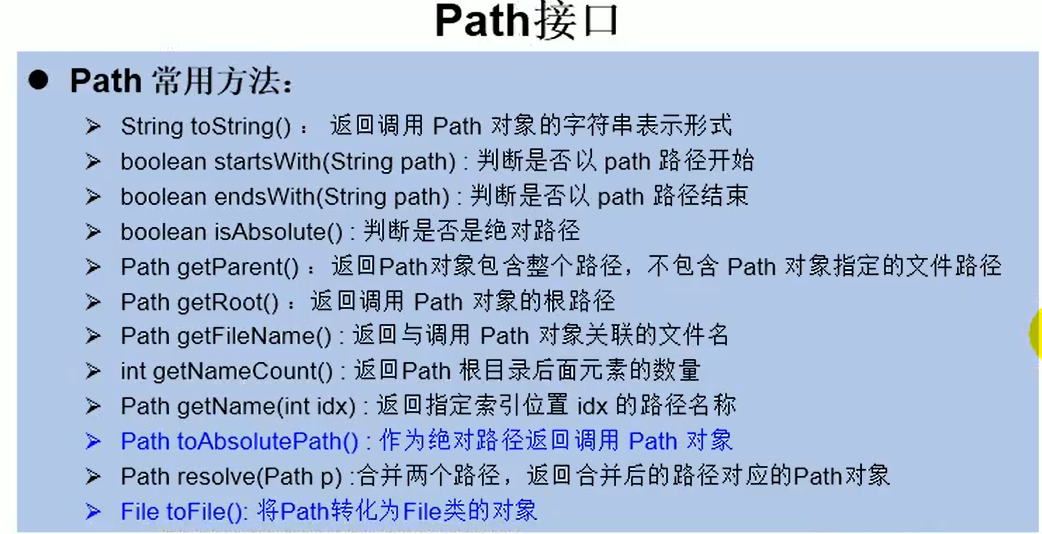 Path接口
● Path 常用方法：
➢ String toString() ： 返回调用 Path 对象的字符串表示形式
➢ boolean startsWith(String path) : 判断是否以 path 路径开始
➢ boolean endsWith(String path) : 判断是否以 path 路径结束
➢ boolean isAbsolute() : 判断是否是绝对路径
➢ Path getParent() ：返回Path对象包含整个路径，不包含 Path 对象指定的文件路径
➢ Path getRoot() ：返回调用 Path 对象的根路径
➢ Path getFileName() : 返回与调用 Path 对象关联的文件名
➢ int getNameCount() : 返回Path 根目录后面元素的数量
➢ Path getName(int idx) : 返回指定索引位置 idx 的路径名称
➢ Path toAbsolutePath() : 作为绝对路径返回调用 Path 对象
➢ Path resolve(Path p) :合并两个路径，返回合并后的路径对应的Path对象
➢ File toFile(): 将Path转化为File类的对象